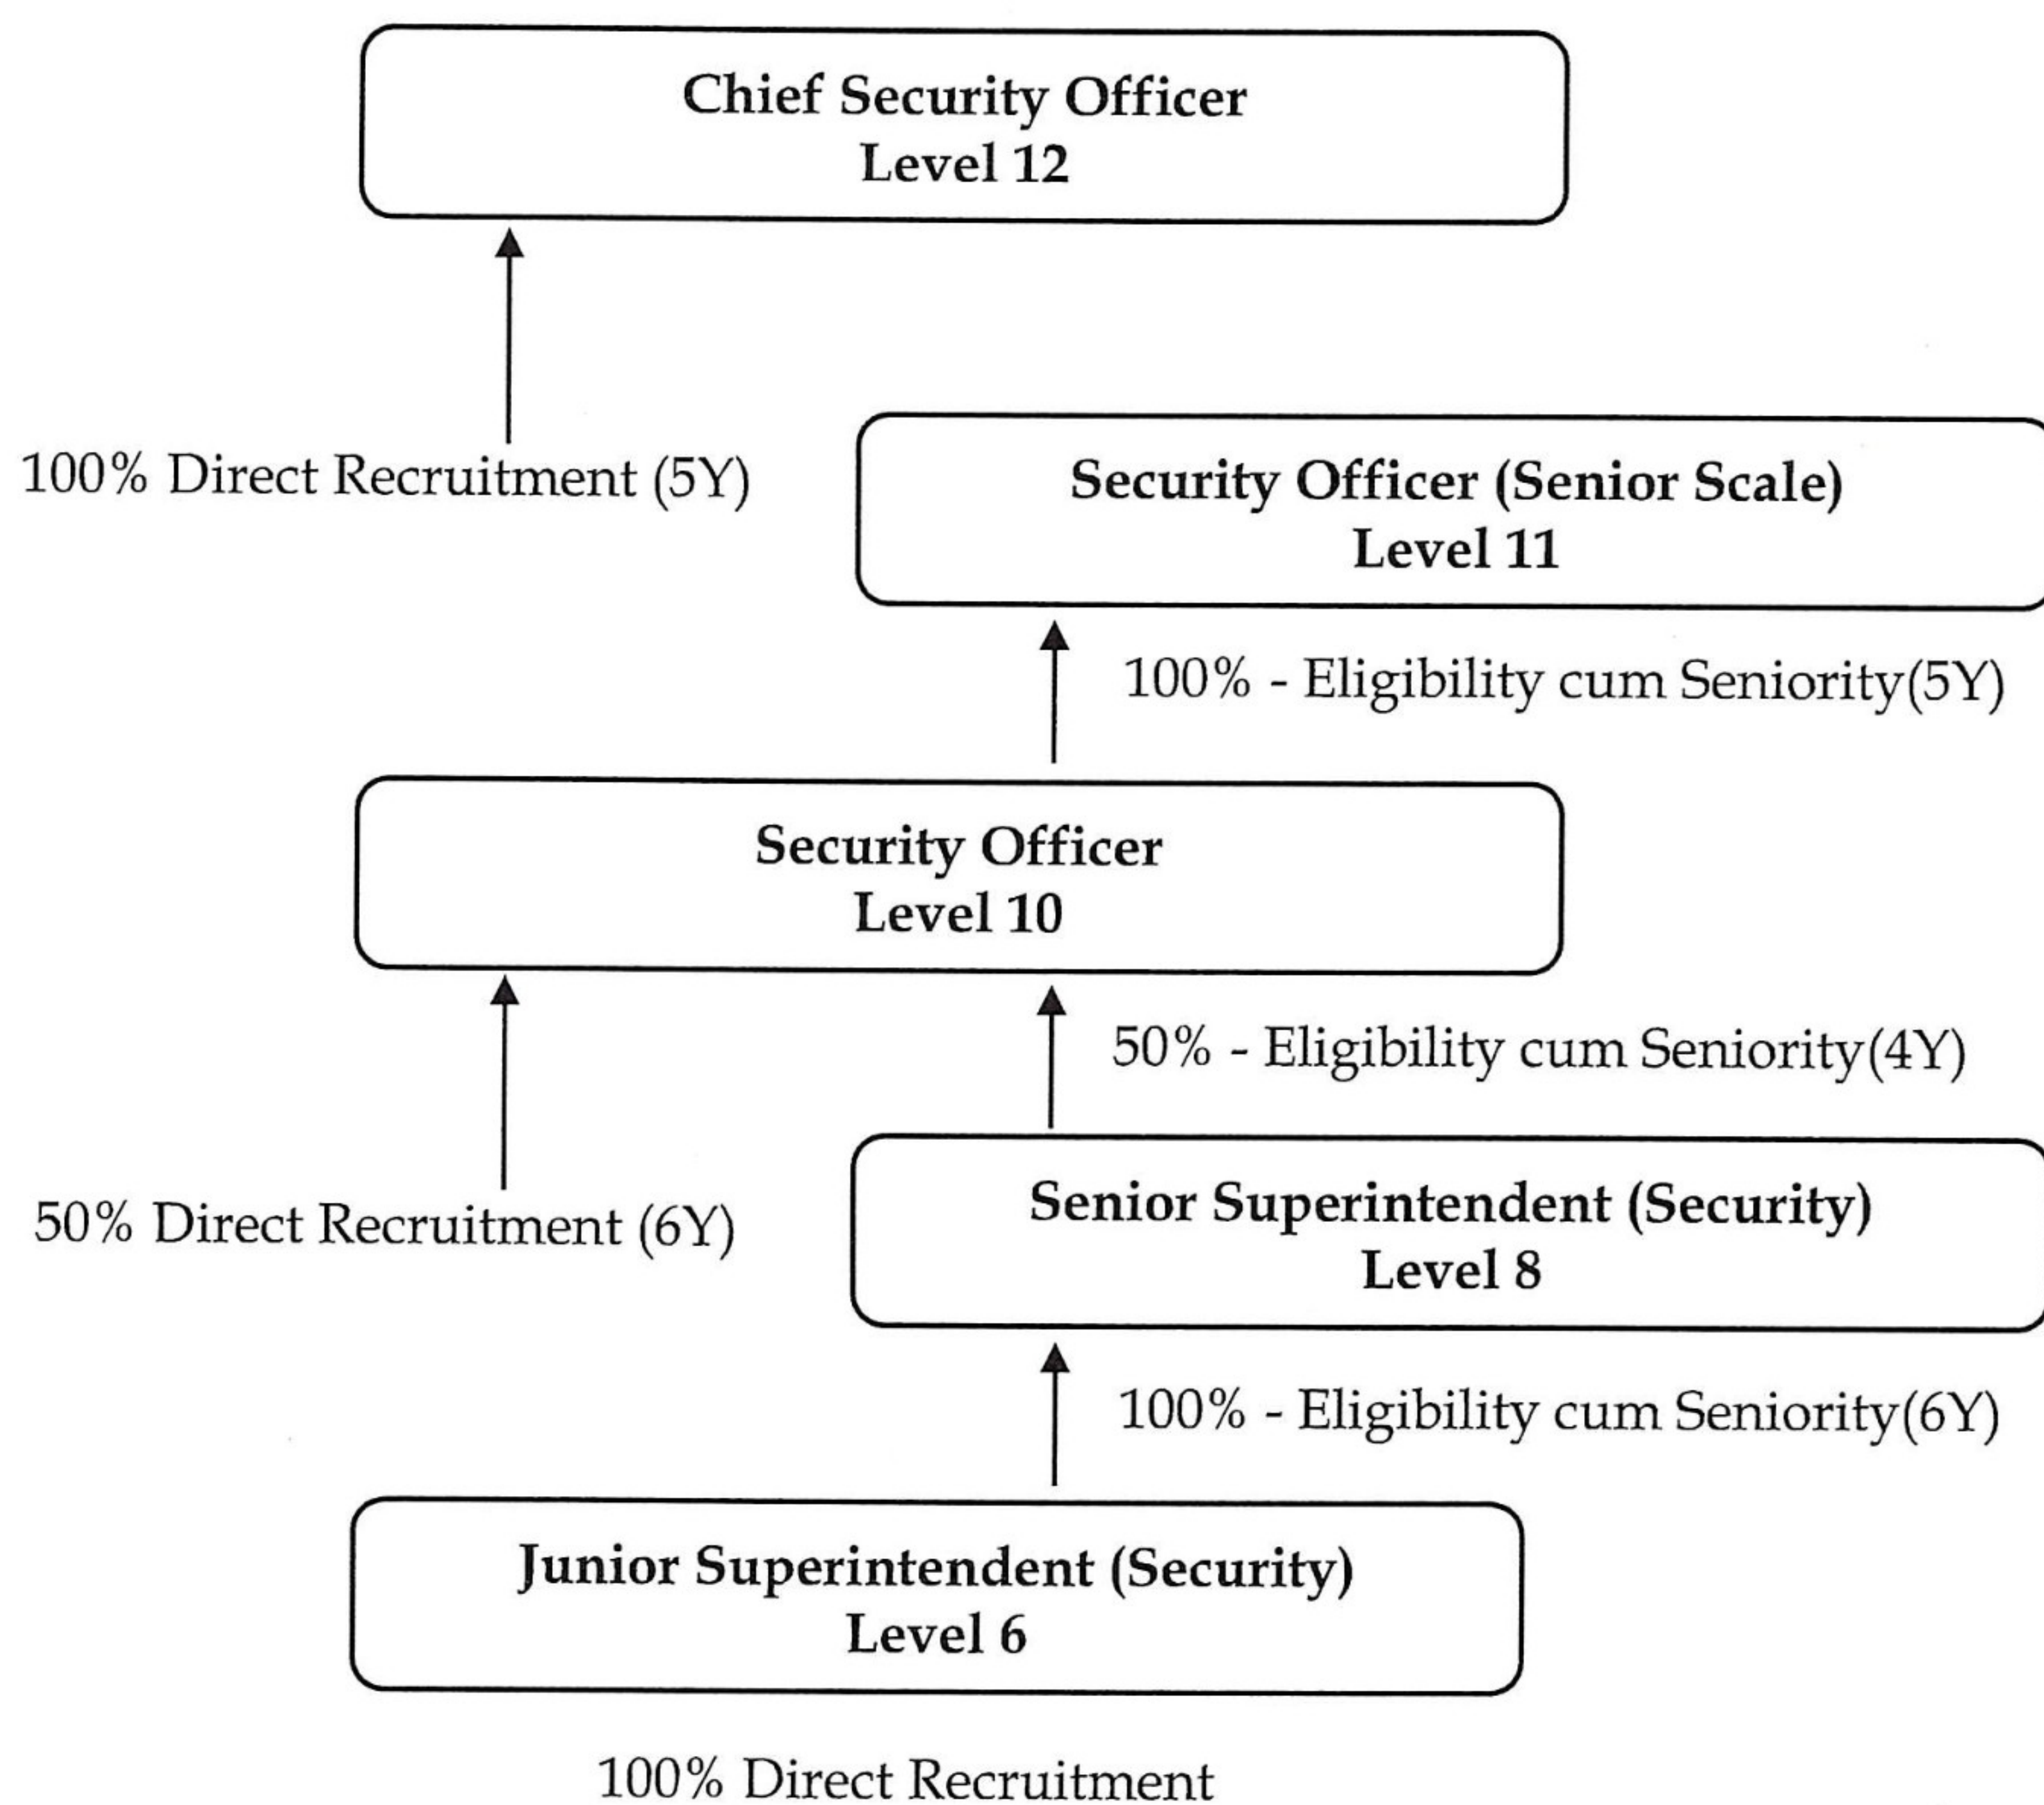 Chief Security Officer
Level 12
100% Direct Recruitment (5Y)
Security Officer (Senior Scale)
Level 11
100% - Eligibility cum Seniority(5Y)
Security Officer
Level 10
50% - Eligibility cum Seniority(4Y)
50% Direct Recruitment (6Y)
Senior Superintendent (Security)
Level 8
100% - Eligibility cum Seniority(6Y)
Junior Superintendent (Security)
Level 6
100% Direct Recruitment